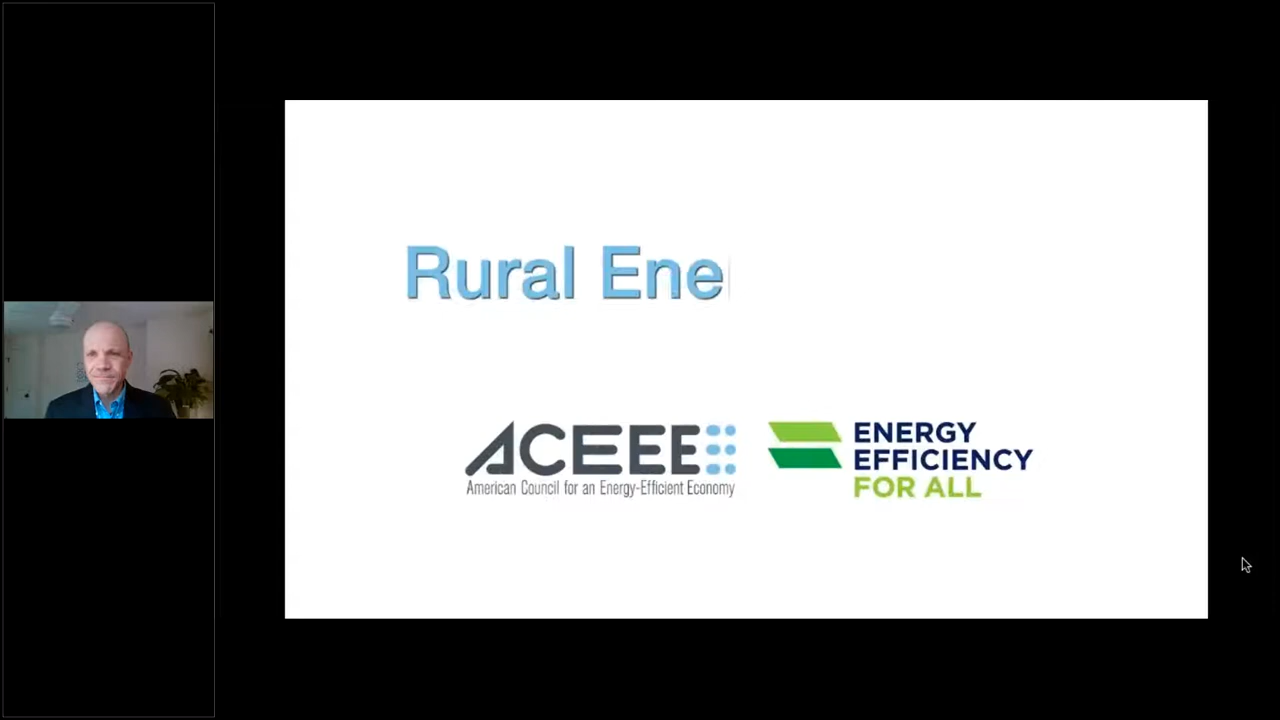 Rural Ene
ACEEE
American Council for an Energy-Efficient Economy
ENERGY
EFFICIENCY
FOR ALL